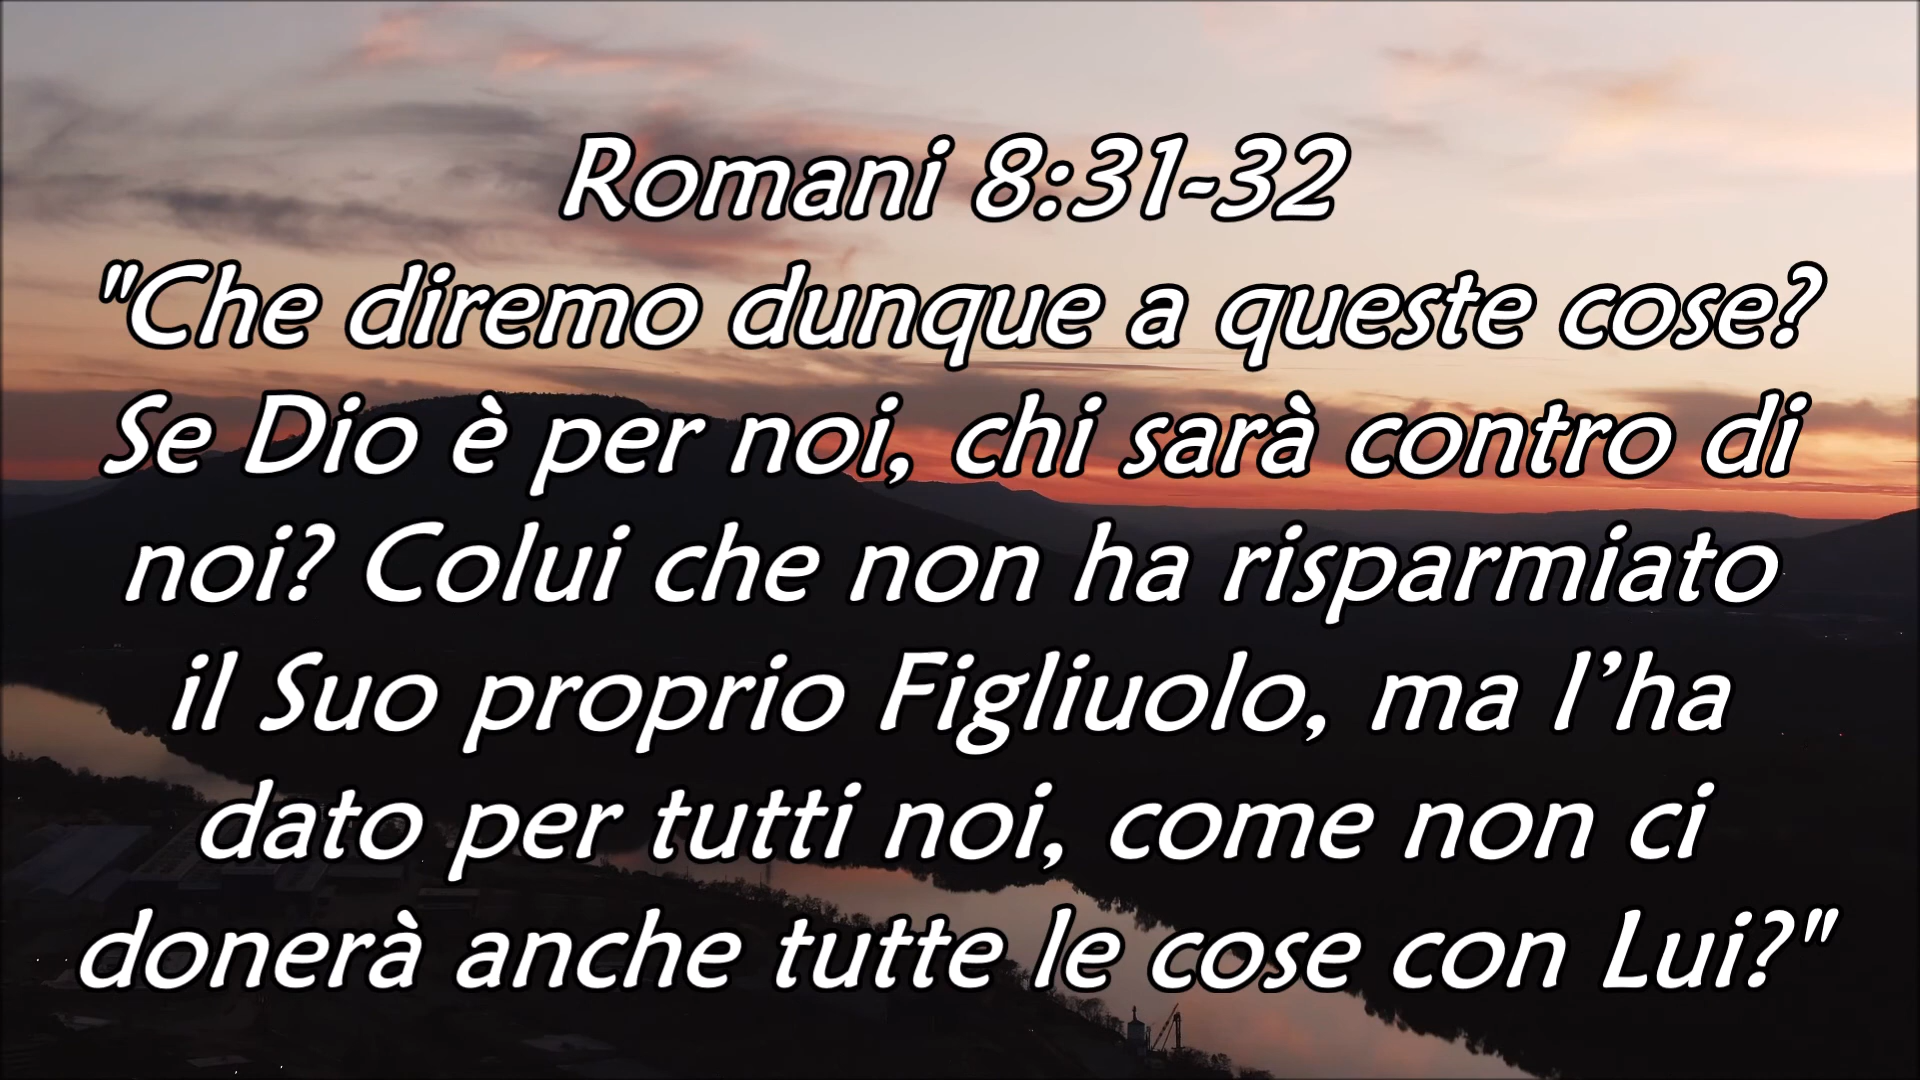 Romani 8:31-32
"Che diremo dunque a queste cose?
Se Dio è per noi, chi sarà contro di
noi? Colui che non ha risparmiato
il Suo proprio Figliuolo, ma l’ha
dato per tutti noi, come non ci
donerà anche tutte le cose con Lui?"